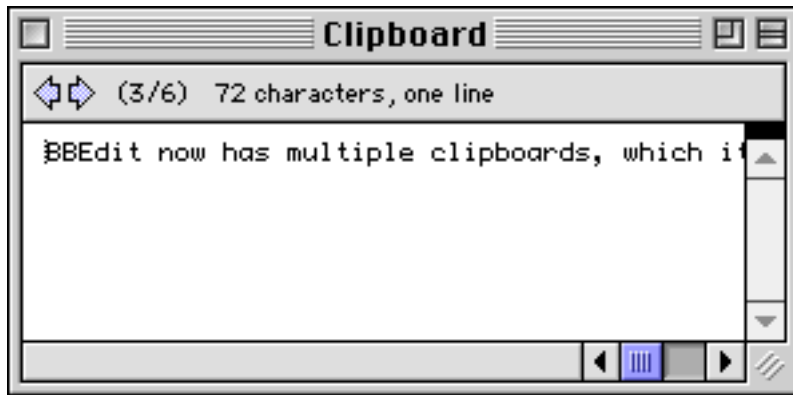 Clipboard
(3/6) 72 characters, one line
BBEdit now has multiple clipboards, which